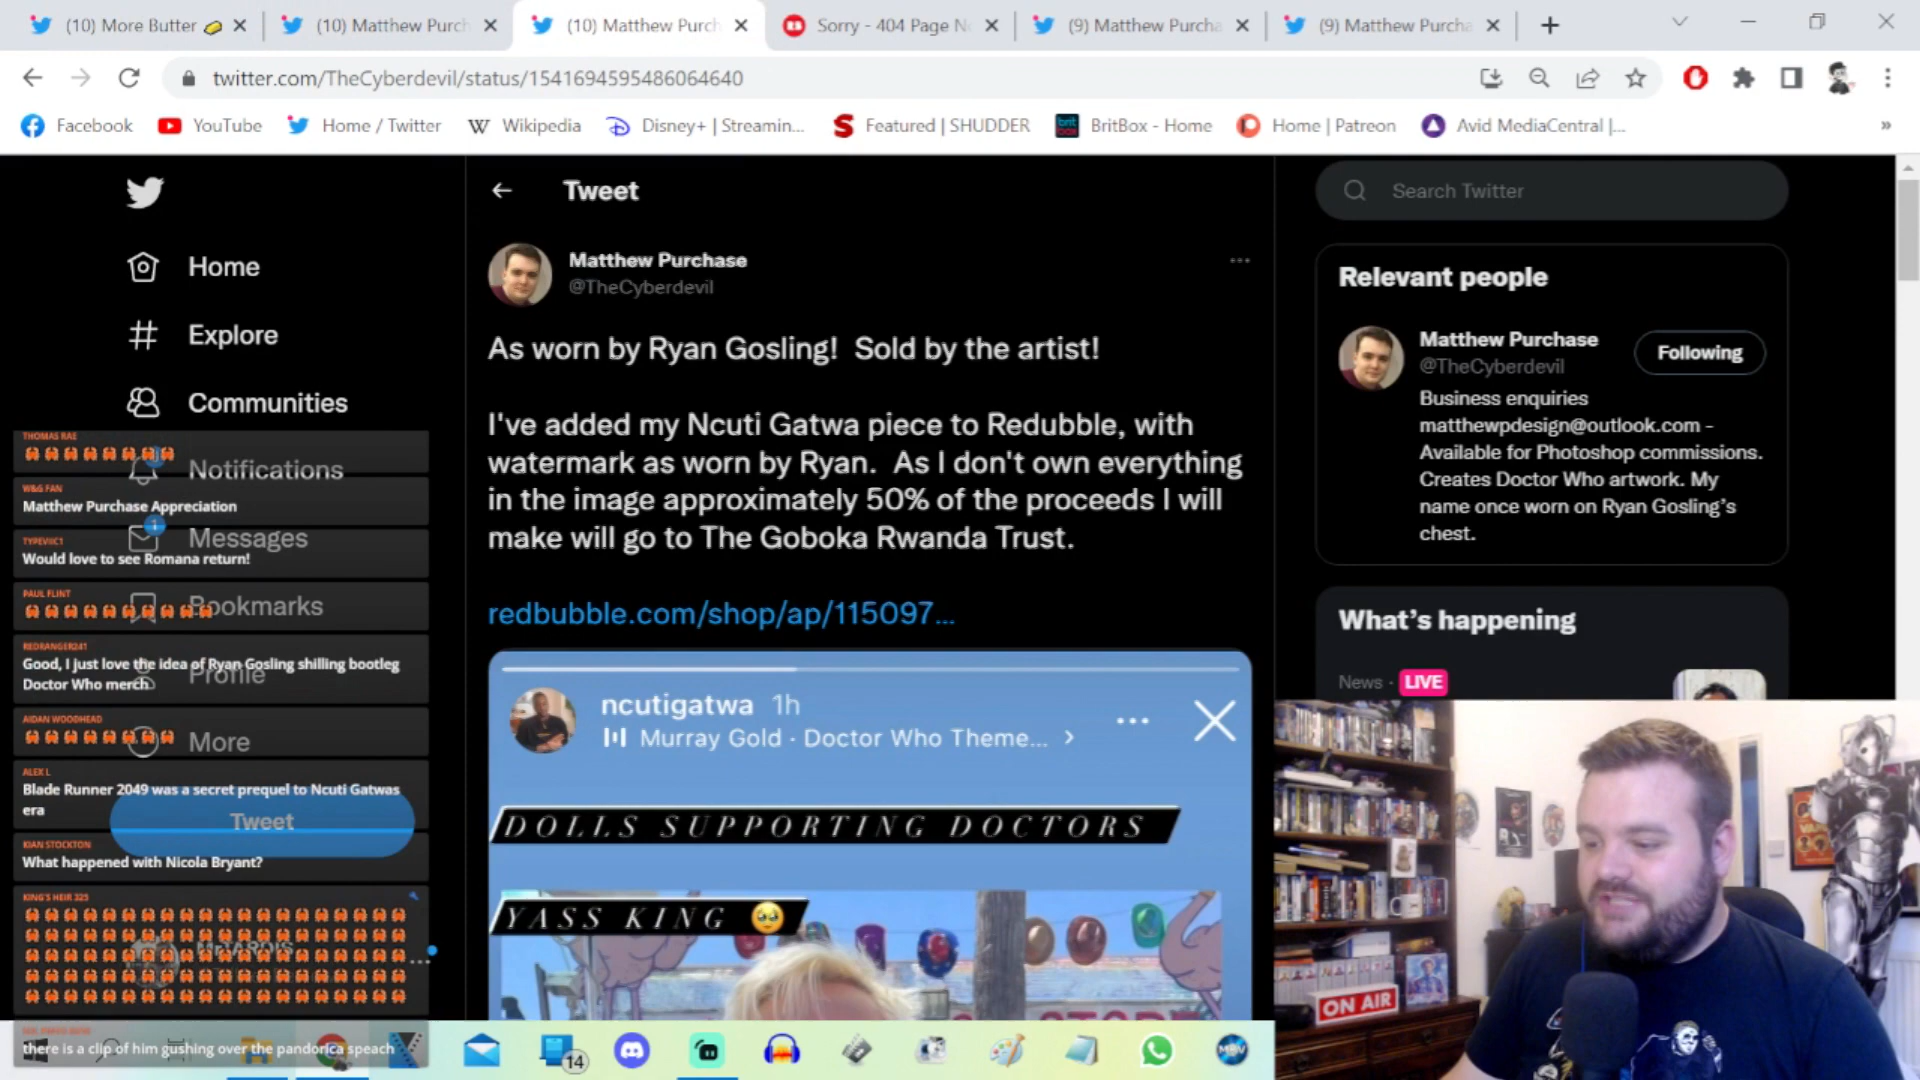 (10) More Butter
(10) Matthew Purch
(10) Matthew Purch
Sorry - 404 Page N
(9) Matthew Purcha
(9) Matthew Purcha
twitter.com/TheCyberdevil/status/1541694595486064640
Facebook
YouTube
Home / Twitter
Wikipedia
Disney+ | Streamin...
Featured | SHUDDER
BritBox - Home
Home | Patreon
Avid MediaCentral |...
Home
Explore
Communities
Notifications
Messages
Bookmarks
Profile
More
Tweet
THOMAS RAE
W&G FAN
Matthew Purchase Appreciation
Would love to see Romana return!
PAUL FLINT
REDRANGER241
Good, I just love the idea of Ryan Gosling shilling bootleg
Doctor Who merch
AIDAN WOODHEAD
ALEX L
Blade Runner 2049 was a secret prequel to Ncuti Gatwas
era
KIAN STOCKTON
What happened with Nicola Bryant?
KING'S HEIR 325
MrTARDIS
there is a clip of him gushing over the pandorica speach
Tweet
Matthew Purchase
@TheCyberdevil
As worn by Ryan Gosling! Sold by the artist!
I've added my Ncuti Gatwa piece to Redubble, with
watermark as worn by Ryan. As I don't own everything
in the image approximately 50% of the proceeds I will
make will go to The Goboka Rwanda Trust.
redbubble.com/shop/ap/115097...
ncutigatwa 1h
Murray Gold · Doctor Who Theme... >
DOLLS SUPPORTING DOCTORS
YASS KING
Search Twitter
Relevant people
Matthew Purchase
@TheCyberdevil
Following
Business enquiries
matthewpdesign@outlook.com -
Available for Photoshop commissions.
Creates Doctor Who artwork. My
name once worn on Ryan Gosling's
chest.
What's happening
News · LIVE
ON AIR
14